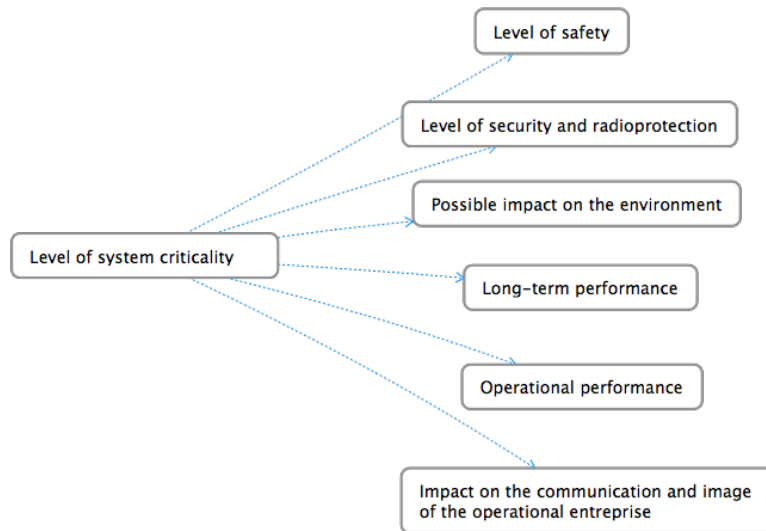 Level of safety
Level of security and radioprotection
Possible impact on the environment
Level of system criticality
Long-term performance
Operational performance
Impact on the communication and image
of the operational entreprise